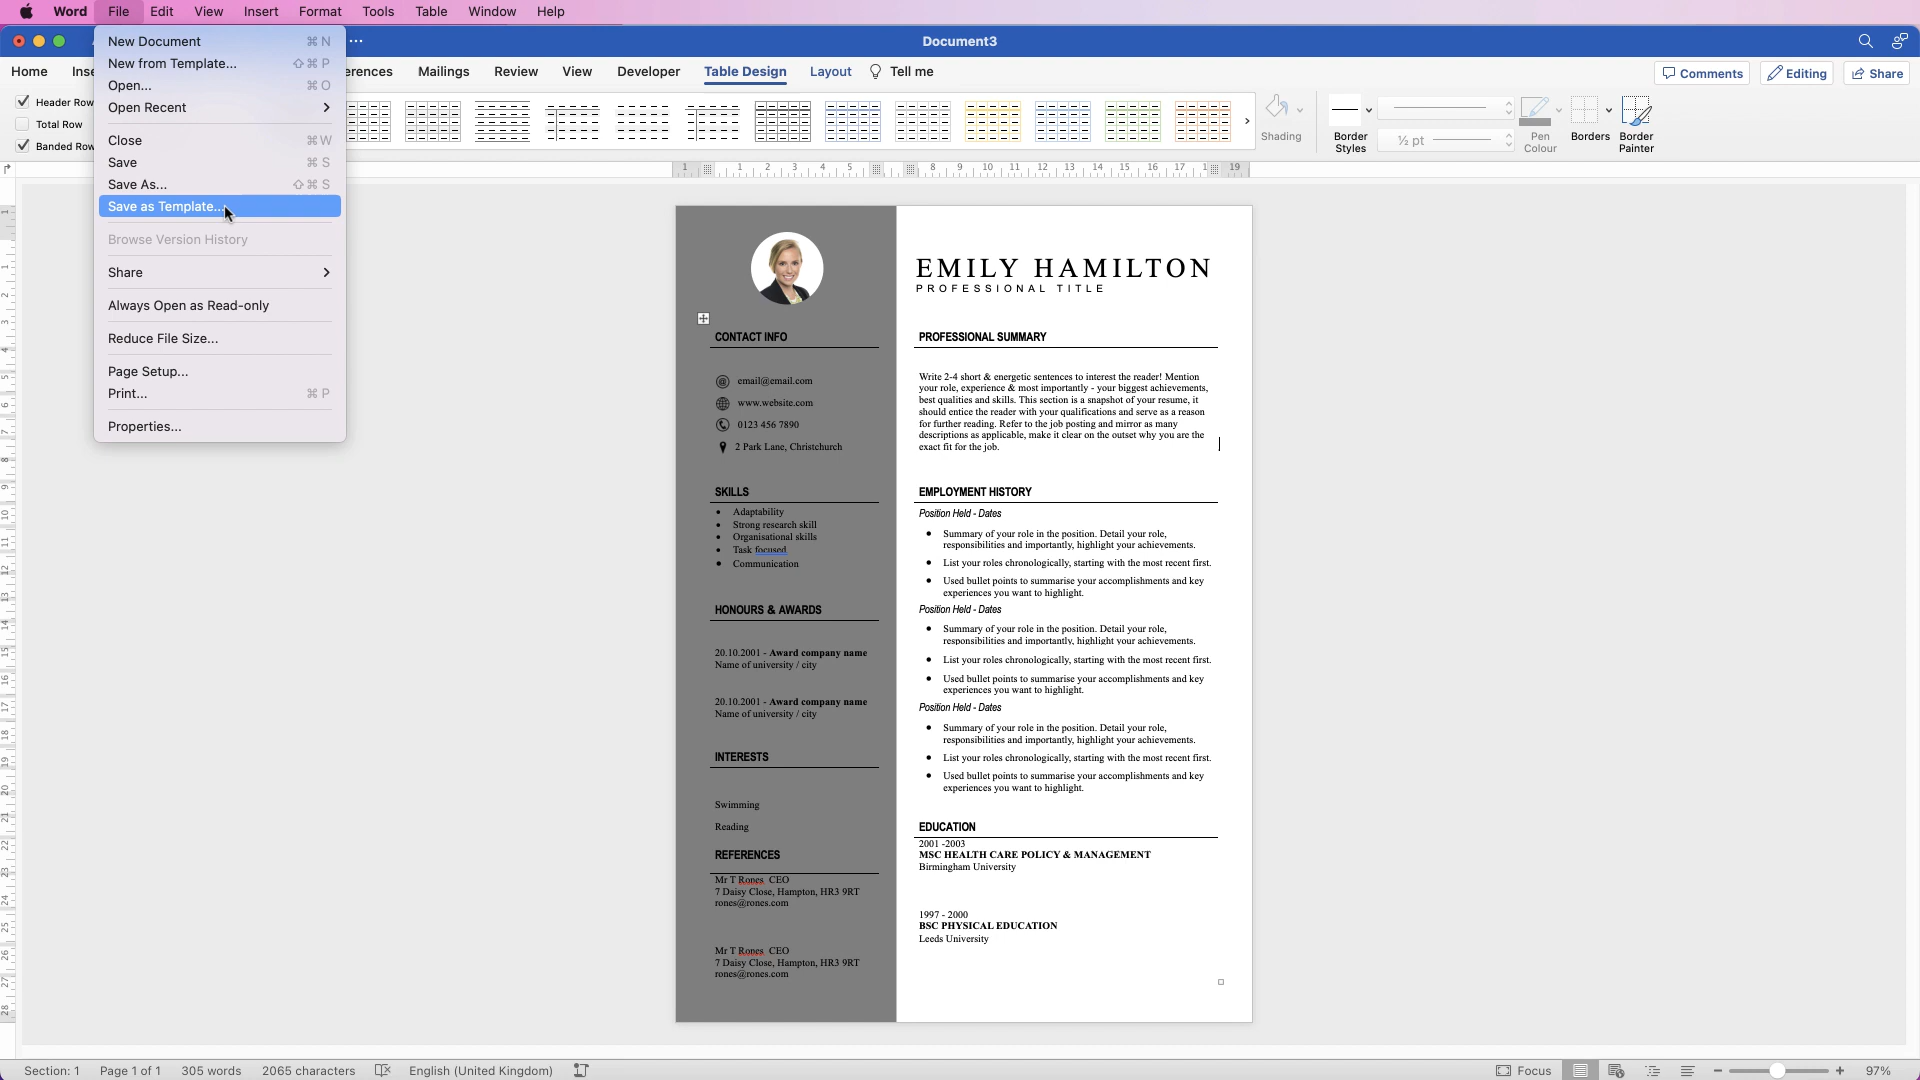 Word File Edit View Insert Format Tools Table Window Help
Document3
Home Inse erences Mailings Review View Developer Table Design Layout Tell me Comments Editing Share
Header Row
Total Row
Banded Row
Shading
Border Styles
½ pt
Pen Colour
Borders
Border Painter
New Document ⌘ N
New from Template... ⇧⌘ P
Open... ⌘ O
Open Recent
Close ⌘ W
Save ⌘ S
Save As... ⇧⌘ S
Save as Template...
Browse Version History
Share
Always Open as Read-only
Reduce File Size...
Page Setup...
Print... ⌘ P
Properties...
1 1 2 3 4 5 8 9 10 11 12 13 14 15 16 17 19
EMILY HAMILTON
PROFESSIONAL TITLE
CONTACT INFO
email@email.com
www.website.com
0123 456 7890
2 Park Lane, Christchurch
SKILLS
• Adaptability
• Strong research skill
• Organisational skills
• Task focused
• Communication
HONOURS & AWARDS
20.10.2001 - Award company name
Name of university / city
20.10.2001 - Award company name
Name of university / city
INTERESTS
Swimming
Reading
REFERENCES
Mr T Rones CEO
7 Daisy Close, Hampton, HR3 9RT
rones@rones.com
Mr T Rones CEO
7 Daisy Close, Hampton, HR3 9RT
rones@rones.com
PROFESSIONAL SUMMARY
Write 2-4 short & energetic sentences to interest the reader! Mention
your role, experience & most importantly - your biggest achievements,
best qualities and skills. This section is a snapshot of your resume, it
should entice the reader with your qualifications and serve as a reason
for further reading. Refer to the job posting and mirror as many
descriptions as applicable, make it clear on the outset why you are the
exact fit for the job.
EMPLOYMENT HISTORY
Position Held - Dates
• Summary of your role in the position. Detail your role,
responsibilities and importantly, highlight your achievements.
• List your roles chronologically, starting with the most recent first.
• Used bullet points to summarise your accomplishments and key
experiences you want to highlight.
Position Held - Dates
• Summary of your role in the position. Detail your role,
responsibilities and importantly, highlight your achievements.
• List your roles chronologically, starting with the most recent first.
• Used bullet points to summarise your accomplishments and key
experiences you want to highlight.
Position Held - Dates
• Summary of your role in the position. Detail your role,
responsibilities and importantly, highlight your achievements.
• List your roles chronologically, starting with the most recent first.
• Used bullet points to summarise your accomplishments and key
experiences you want to highlight.
EDUCATION
2001 -2003
MSC HEALTH CARE POLICY & MANAGEMENT
Birmingham University
1997 - 2000
BSC PHYSICAL EDUCATION
Leeds University
Section: 1 Page 1 of 1 305 words 2065 characters English (United Kingdom) Focus 97%